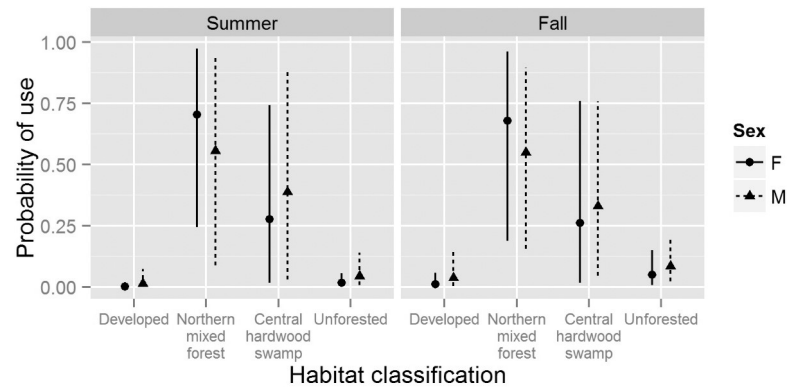 Summer
Fall
Probability of use
1.00
0.75
0.50
0.25
0.00
Developed
Northern
mixed
forest
Central
hardwood
swamp
Unforested
Developed
Northern
mixed
forest
Central
hardwood
swamp
Unforested
Habitat classification
Sex
F
M